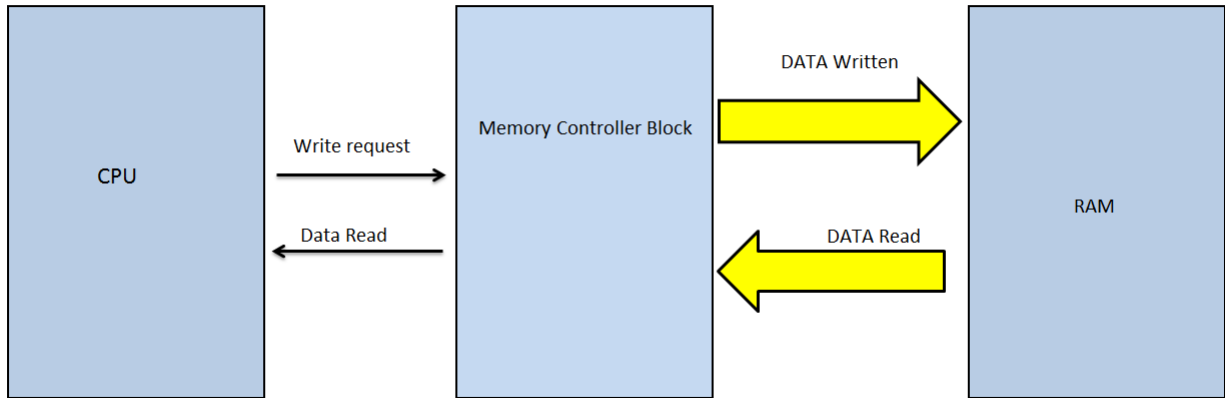 CPU
Write request
Data Read
Memory Controller Block
DATA Written
DATA Read
RAM